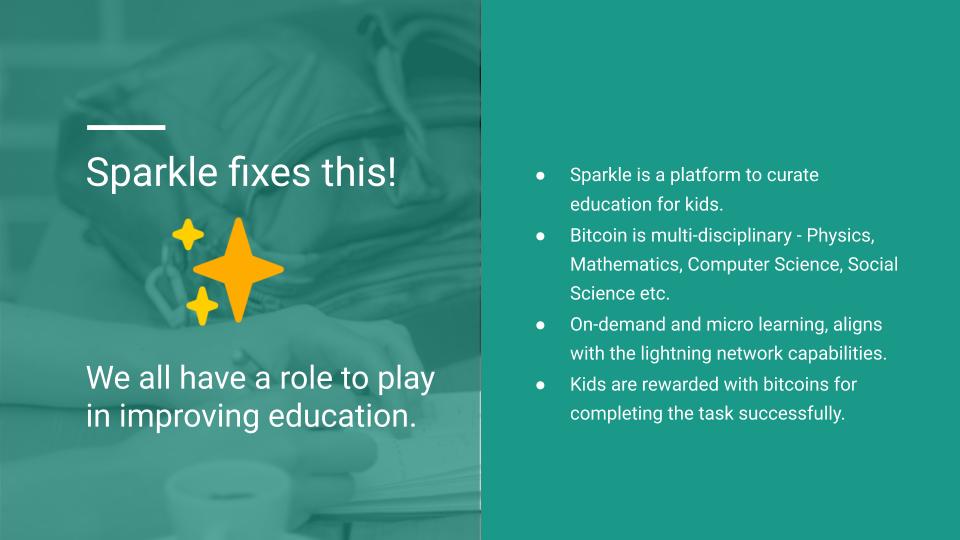 Sparkle fixes this!
We all have a role to play
in improving education.
● Sparkle is a platform to curate
education for kids.
● Bitcoin is multi-disciplinary - Physics,
Mathematics, Computer Science, Social
Science etc.
● On-demand and micro learning, aligns
with the lightning network capabilities.
● Kids are rewarded with bitcoins for
completing the task successfully.